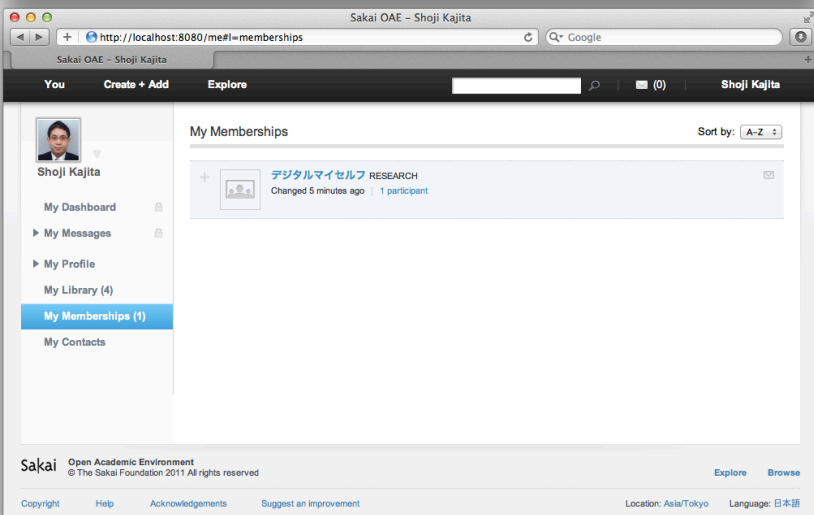 Sakai OAE – Shoji Kajita
http://localhost:8080/me#l=memberships
Google
Sakai OAE – Shoji Kajita
You Create + Add Explore (0) Shoji Kajita
Shoji Kajita
My Dashboard
My Messages
My Profile
My Library (4)
My Memberships (1)
My Contacts
My Memberships Sort by: A-Z
デジタルマイセルフ RESEARCH
Changed 5 minutes ago | 1 participant
Sakai
Open Academic Environment
© The Sakai Foundation 2011 All rights reserved
Explore Browse
Copyright Help Acknowledgements Suggest an improvement Location: Asia/Tokyo Language: 日本語